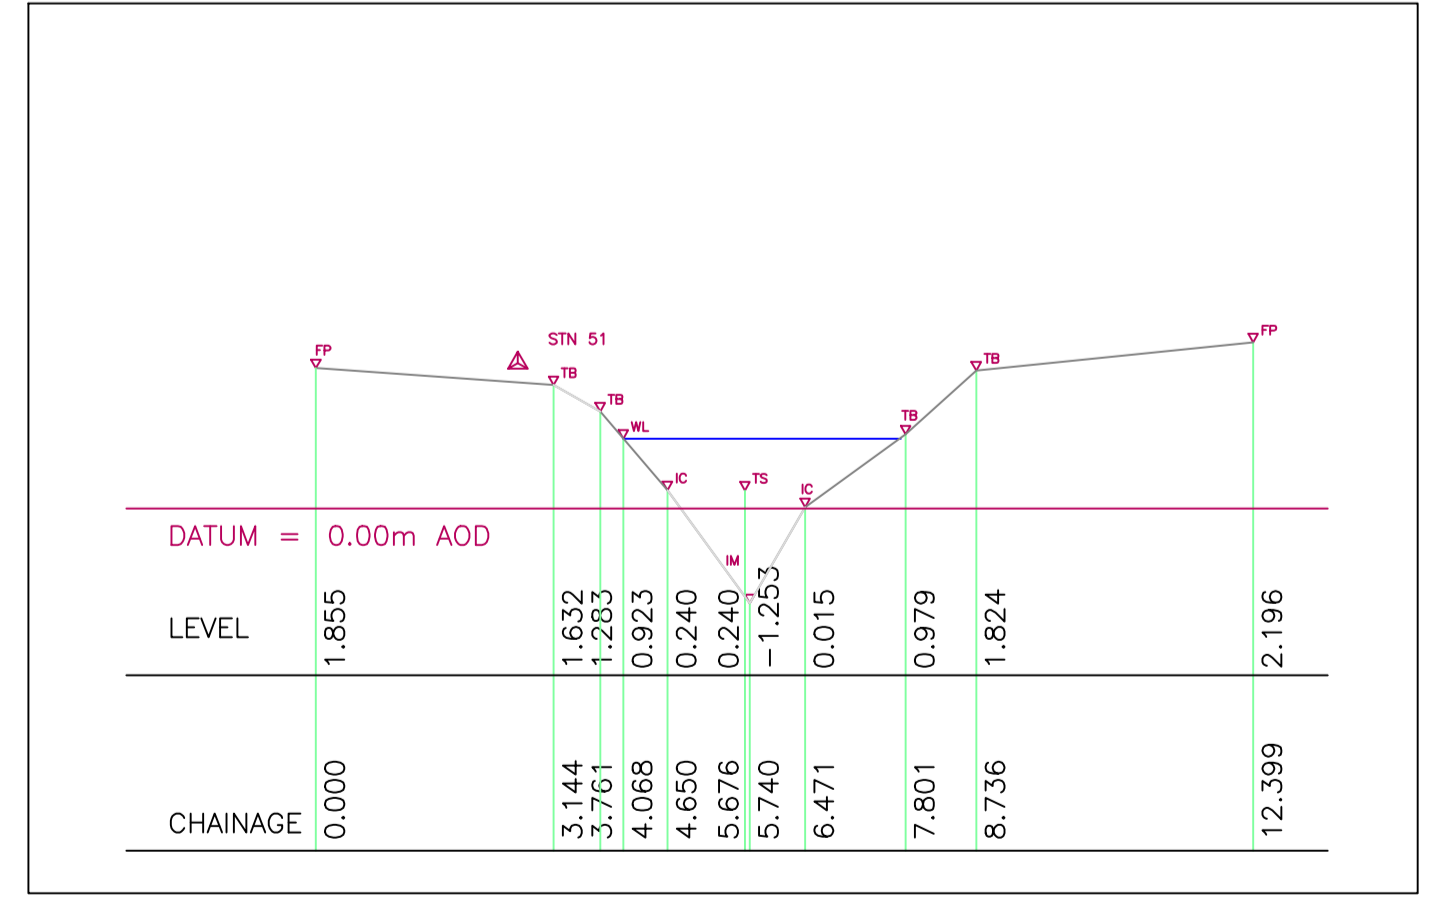 STN 51
FP
TB
TB
WL
IC
TS
IM
IC
TB
TB
FP
DATUM = 0.00m AOD
LEVEL 1.855 1.632 1.283 0.923 0.240 0.240 -1.253 0.015 0.979 1.824 2.196
CHAINAGE 0.000 3.144 3.761 4.068 4.650 5.676 5.740 6.471 7.801 8.736 12.399